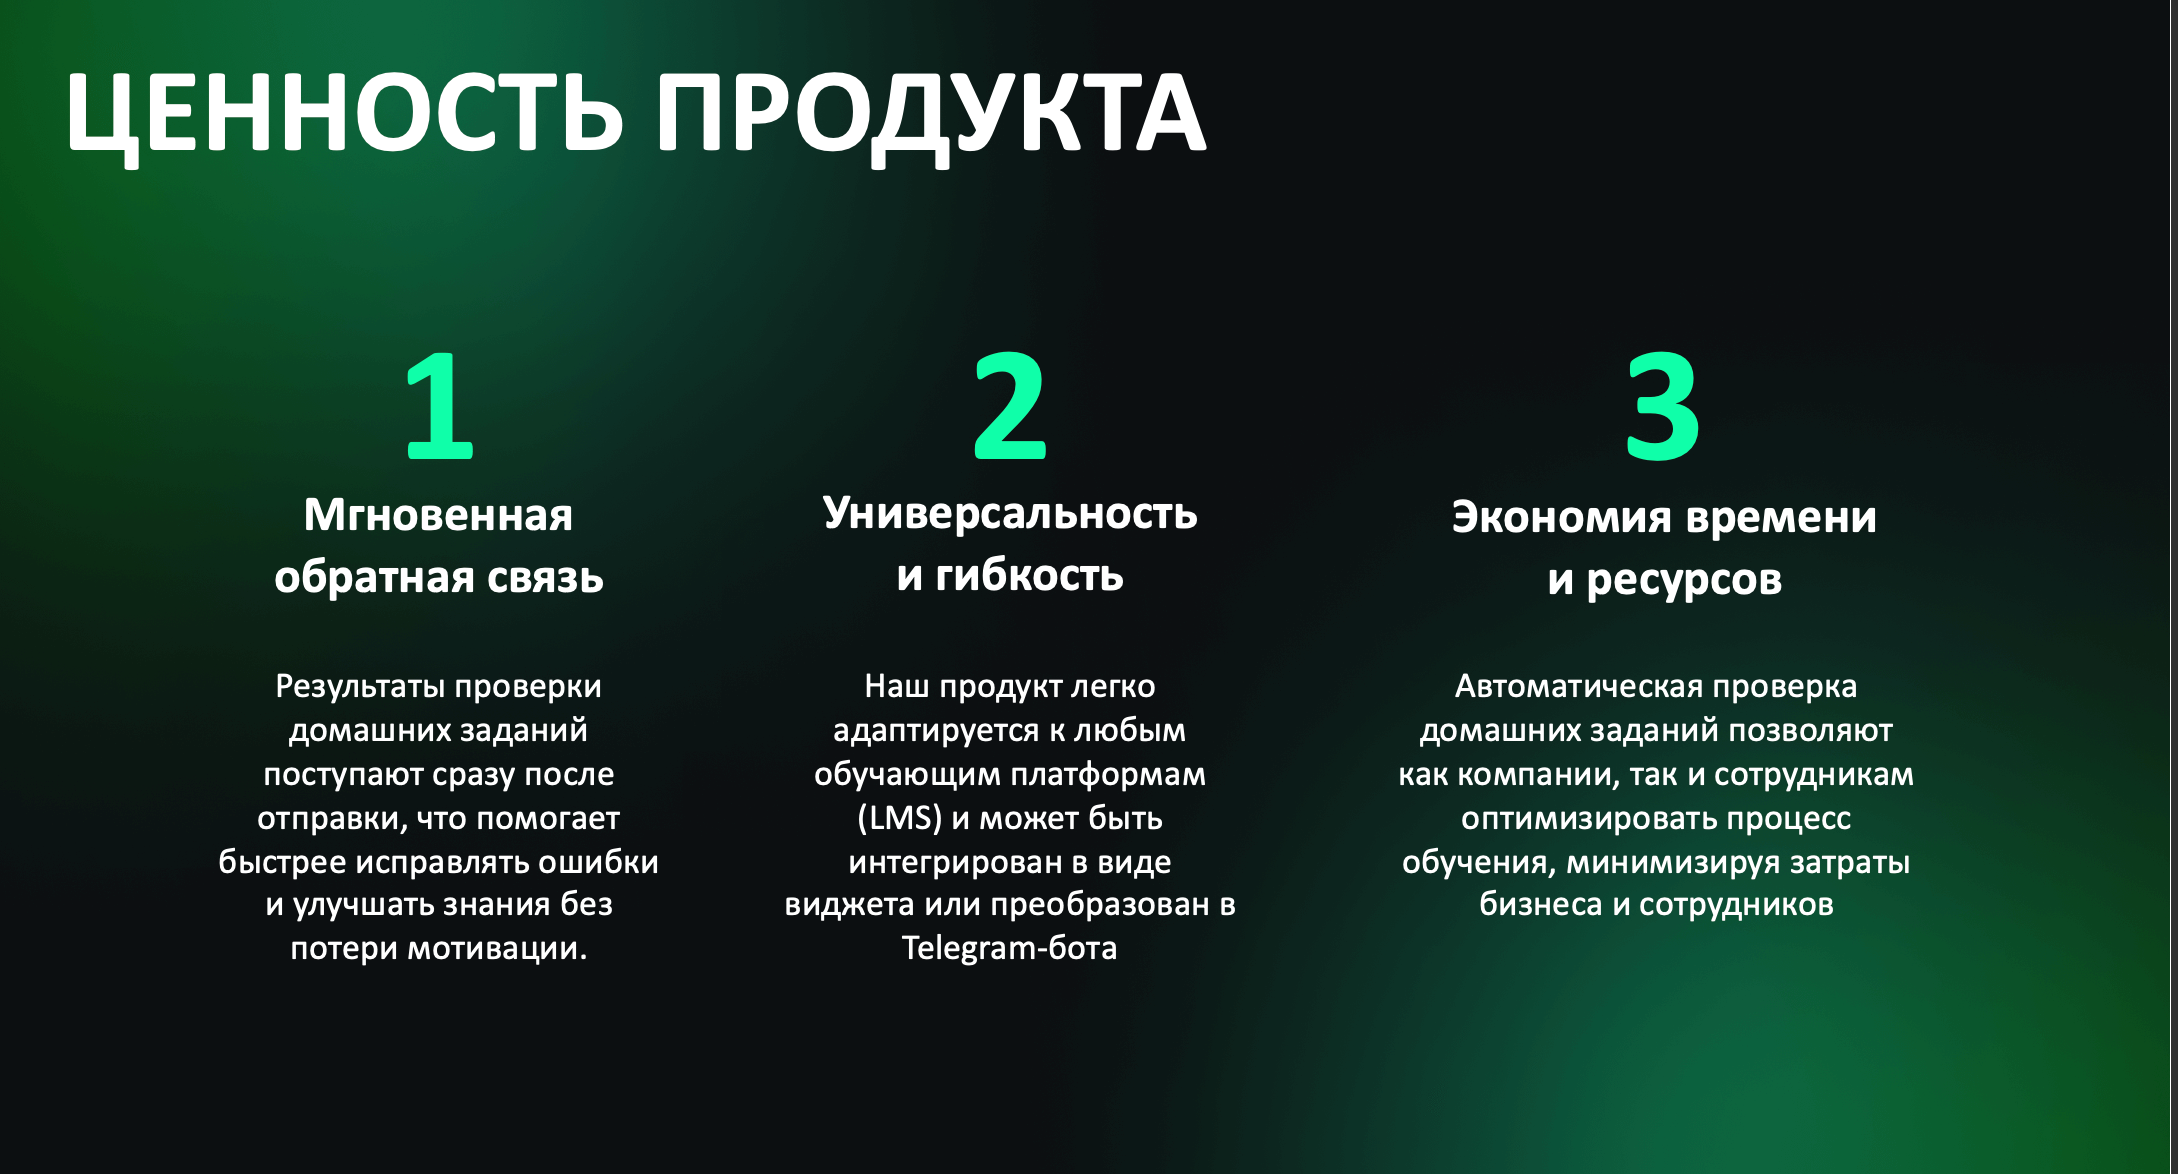 ЦЕННОСТЬ ПРОДУКТА
1
Мгновенная
обратная связь
Результаты проверки
домашних заданий
поступают сразу после
отправки, что помогает
быстрее исправлять ошибки
и улучшать знания без
потери мотивации.
2
Универсальность
и гибкость
Наш продукт легко
адаптируется к любым
обучающим платформам
(LMS) и может быть
интегрирован в виде
виджета или преобразован в
Telegram-бота
3
Экономия времени
и ресурсов
Автоматическая проверка
домашних заданий позволяют
как компании, так и сотрудникам
оптимизировать процесс
обучения, минимизируя затраты
бизнеса и сотрудников